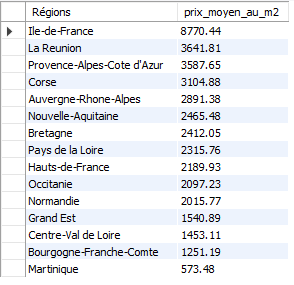 Régions prix_moyen_au_m2
Ile-de-France 8770.44
La Reunion 3641.81
Provence-Alpes-Cote d'Azur 3587.65
Corse 3104.88
Auvergne-Rhone-Alpes 2891.38
Nouvelle-Aquitaine 2465.48
Bretagne 2412.05
Pays de la Loire 2315.76
Hauts-de-France 2189.93
Occitanie 2097.23
Normandie 2015.77
Grand Est 1540.89
Centre-Val de Loire 1453.11
Bourgogne-Franche-Comte 1251.19
Martinique 573.48